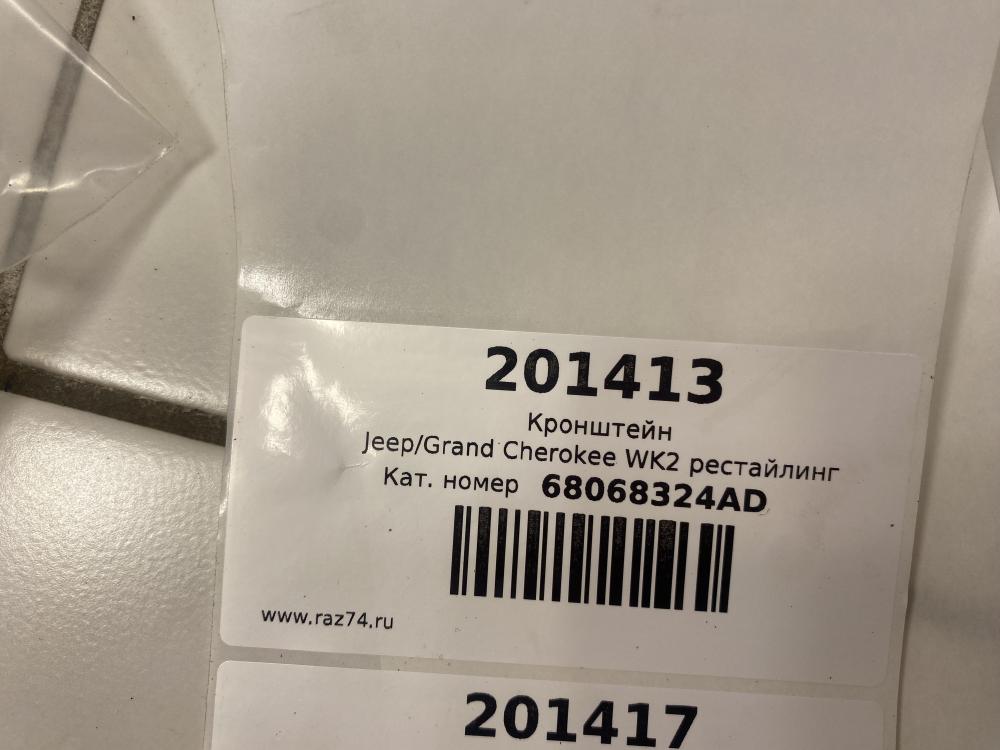 201413
Кронштейн
Jeep/Grand Cherokee WK2 рестайлинг
Кат. номер 68068324AD
www.raz74.ru
201417